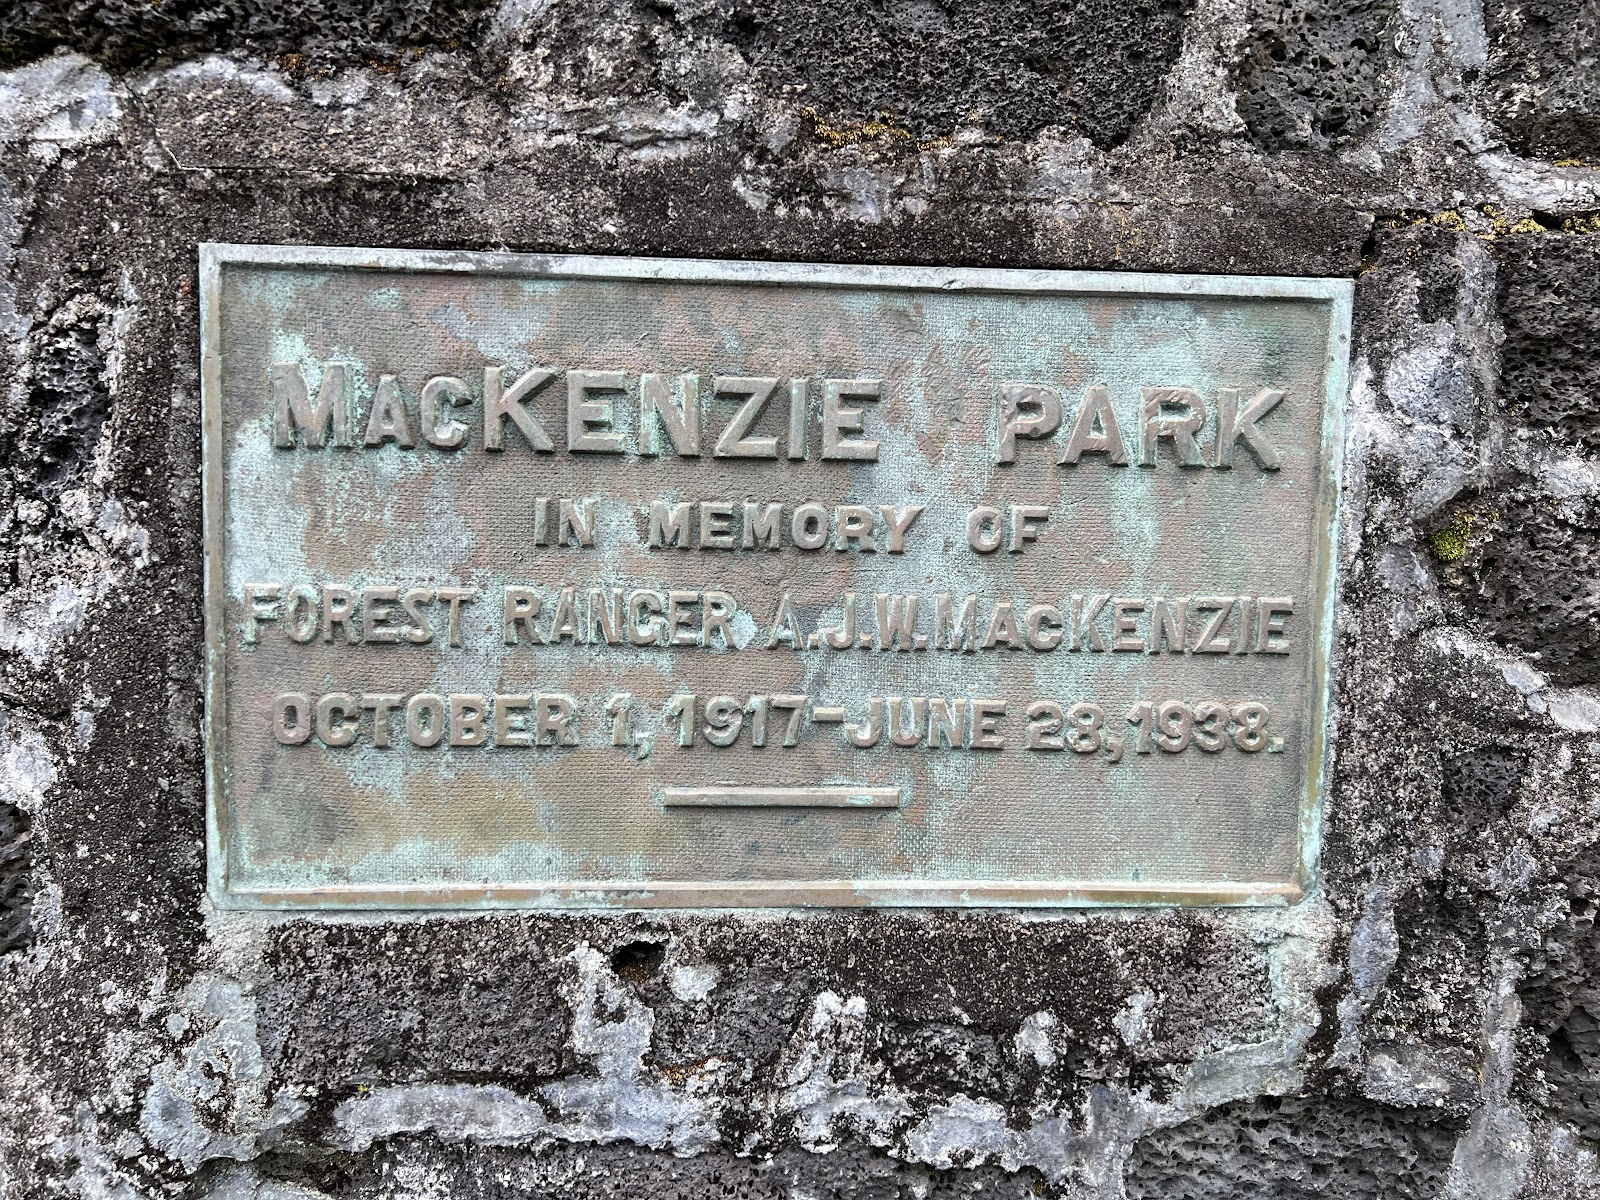 MacKENZIE PARK
IN MEMORY OF
FOREST RANGER A.J.W.MacKENZIE
OCTOBER 1, 1917-JUNE 28, 1938.